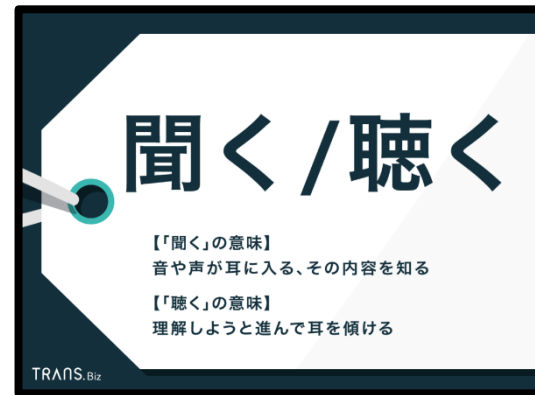 聞く/聴く
【「聞く」の意味】
音や声が耳に入る、その内容を知る
【「聴く」の意味】
理解しようと進んで耳を傾ける
TRANS.Biz